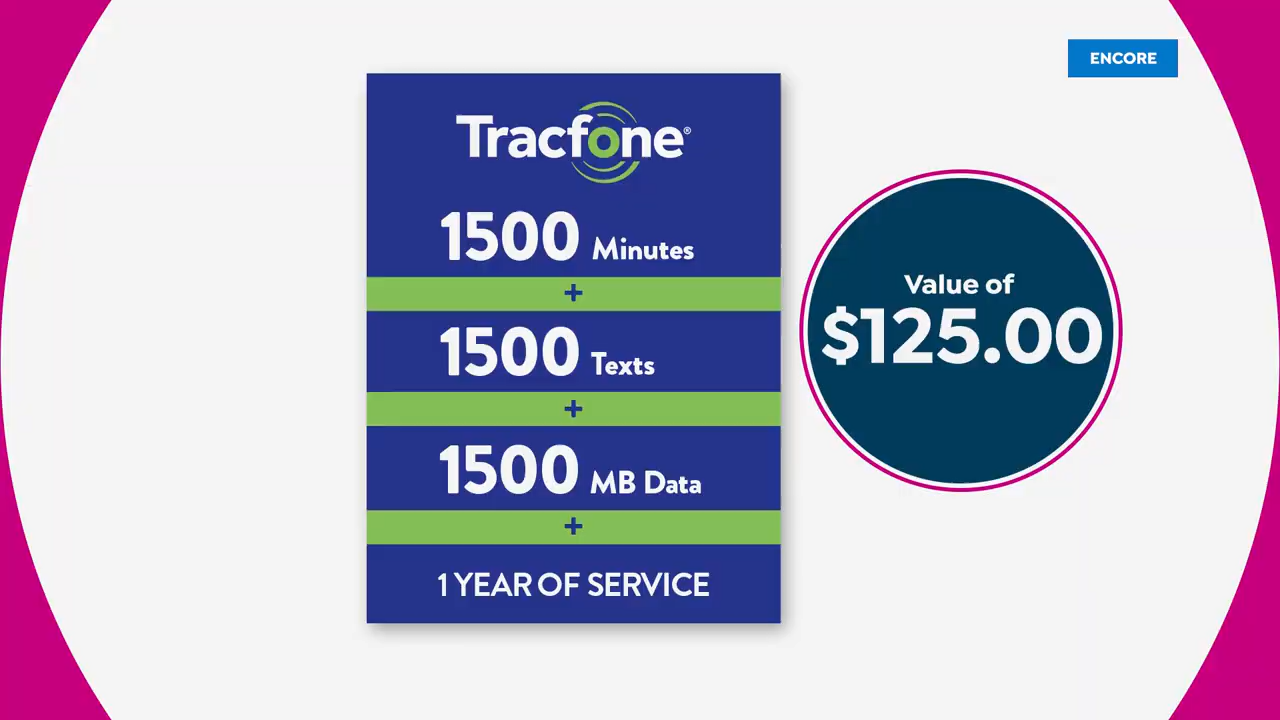 ENCORE
Tracfone®
1500 Minutes
+
1500 Texts
+
1500 MB Data
+
1 YEAR OF SERVICE
Value of
$125.00